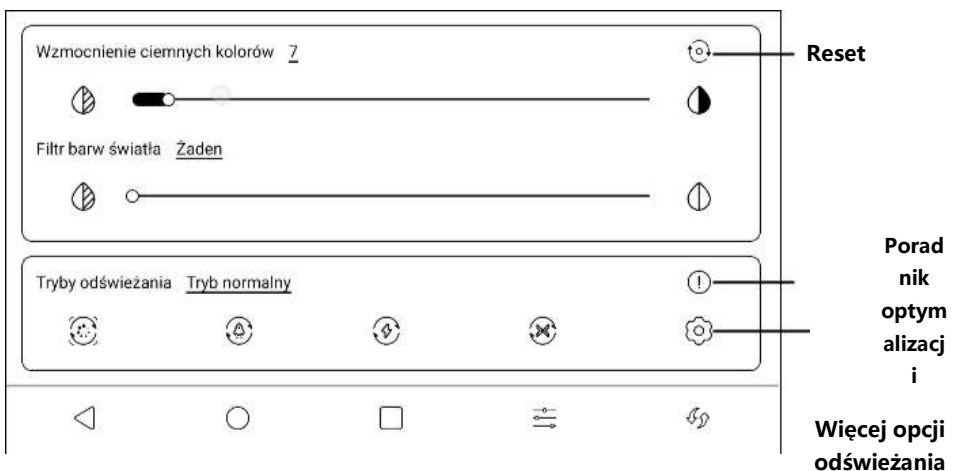 Wzmocnienie ciemnych kolorów 7
Reset
Filtr barw światła Żaden
Tryby odświeżania Tryb normalny
Porad
nik
optym
alizacj
i
Więcej opcji
odświeżania